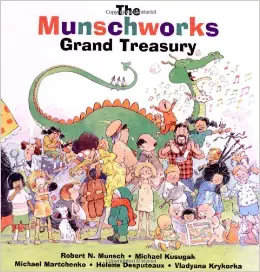 The
Munschworks
Grand Treasury
Robert N. Munsch • Michael Kusugak
Michael Martchenko • Hélène Desputeaux • Vladyana Krykorka